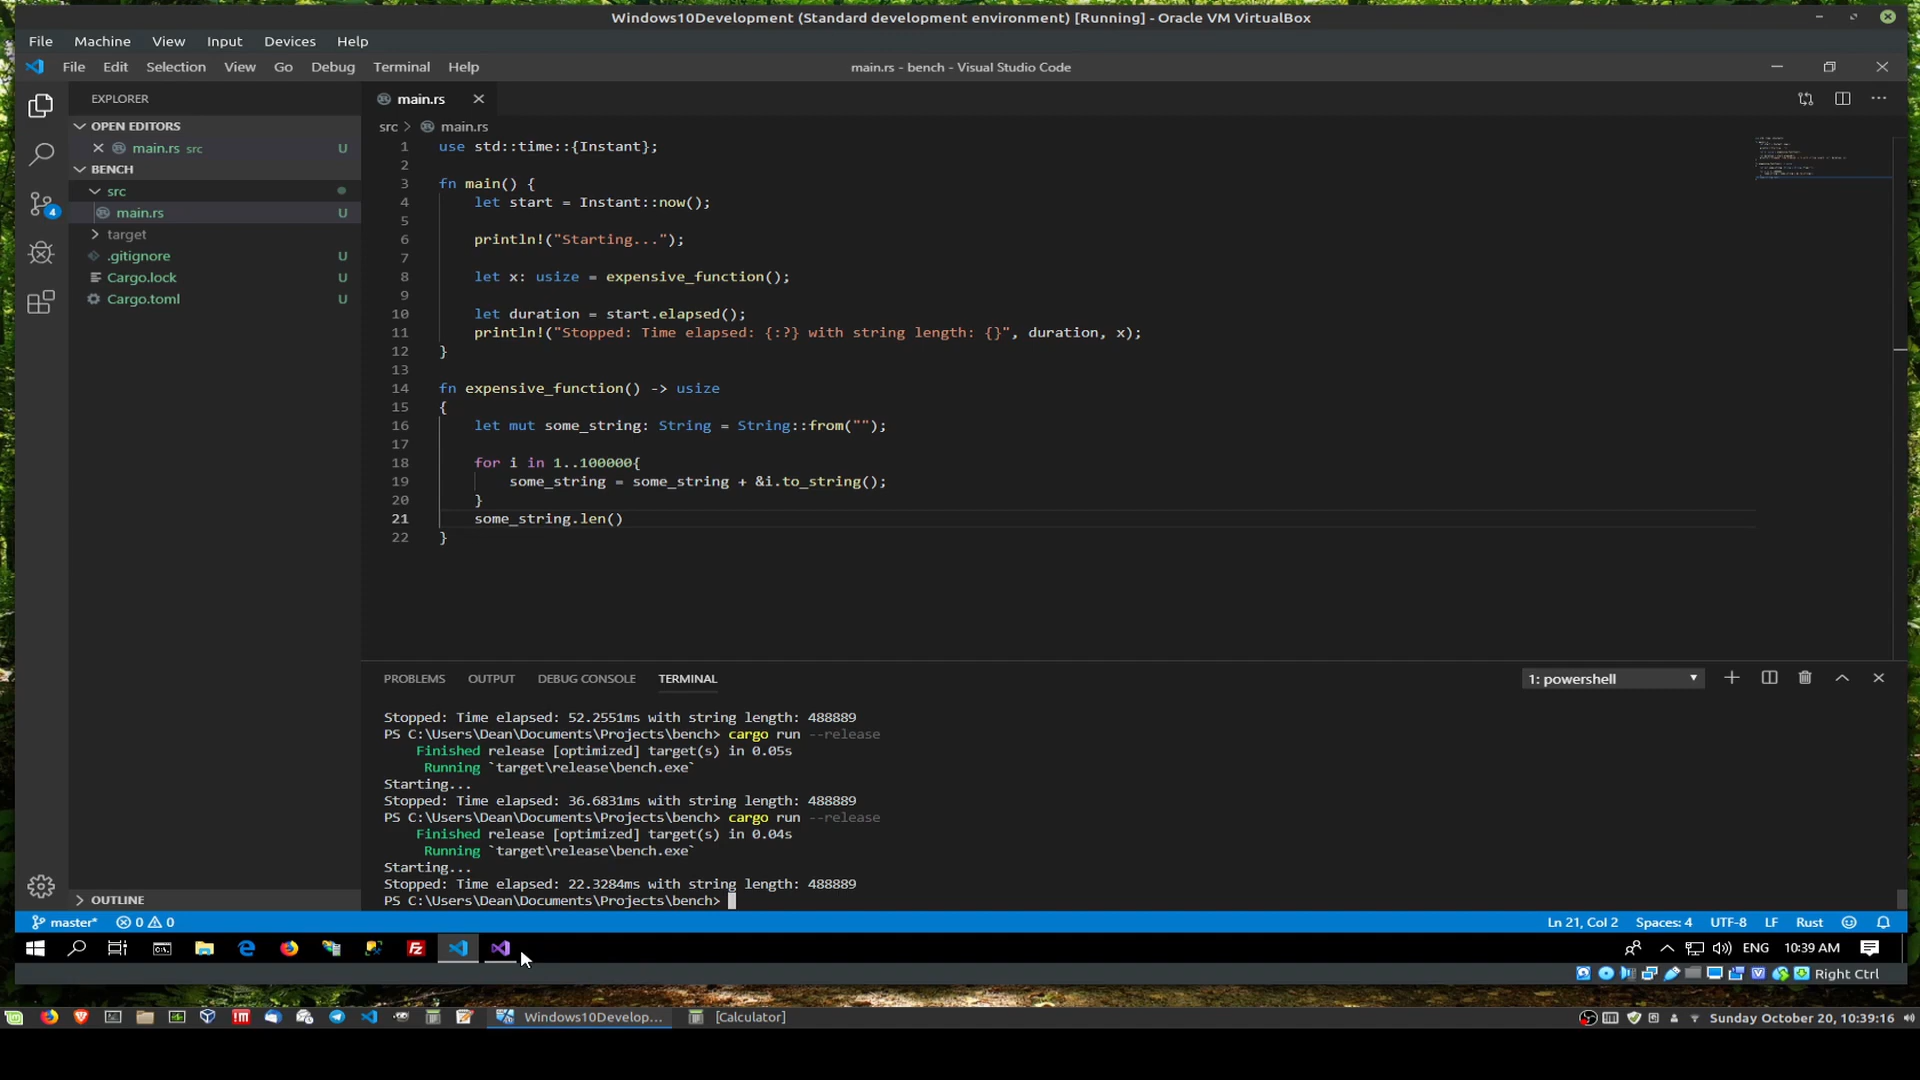 Windows10Development (Standard development environment) [Running] - Oracle VM VirtualBox
File Machine View Input Devices Help
File Edit Selection View Go Debug Terminal Help
main.rs - bench - Visual Studio Code
EXPLORER
OPEN EDITORS
main.rs src U
BENCH
src
main.rs U
target
.gitignore U
Cargo.lock U
Cargo.toml U
OUTLINE
4
main.rs
src > main.rs
1 use std::time::{Instant};
2
3 fn main() {
4 let start = Instant::now();
5
6 println!("Starting...");
7
8 let x: usize = expensive_function();
9
10 let duration = start.elapsed();
11 println!("Stopped: Time elapsed: {:?} with string length: {}", duration, x);
12 }
13
14 fn expensive_function() -> usize
15 {
16 let mut some_string: String = String::from("");
17
18 for i in 1..100000{
19 some_string = some_string + &i.to_string();
20 }
21 some_string.len()
22 }
PROBLEMS OUTPUT DEBUG CONSOLE TERMINAL
1: powershell
Stopped: Time elapsed: 52.2551ms with string length: 488889
PS C:\Users\Dean\Documents\Projects\bench> cargo run --release
Finished release [optimized] target(s) in 0.05s
Running `target\release\bench.exe`
Starting...
Stopped: Time elapsed: 36.6831ms with string length: 488889
PS C:\Users\Dean\Documents\Projects\bench> cargo run --release
Finished release [optimized] target(s) in 0.04s
Running `target\release\bench.exe`
Starting...
Stopped: Time elapsed: 22.3284ms with string length: 488889
PS C:\Users\Dean\Documents\Projects\bench>
master* 0 0
Ln 21, Col 2 Spaces: 4 UTF-8 LF Rust
Fz
ENG 10:39 AM
Right Ctrl
Windows10Develop...
[Calculator]
Sunday October 20, 10:39:16